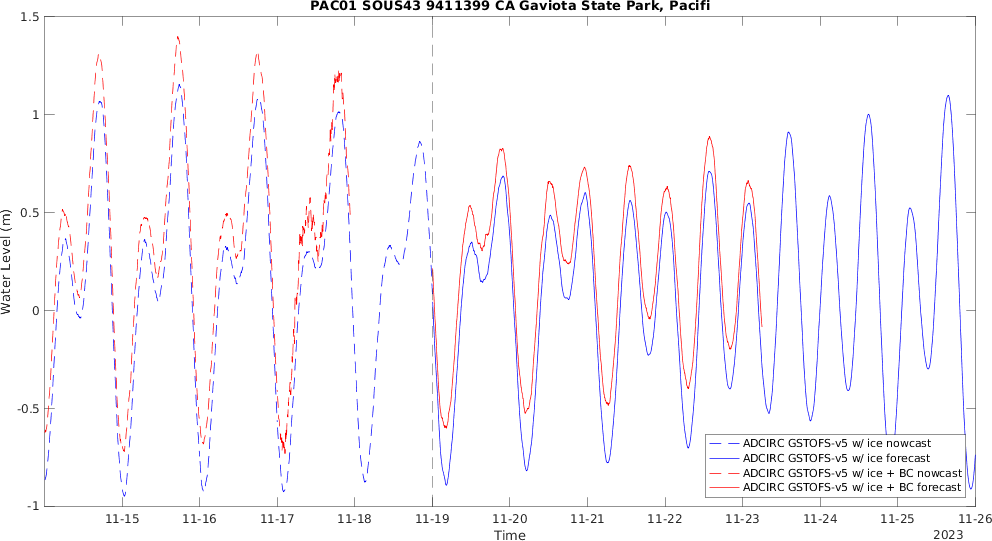 PAC01 SOUS43 9411399 CA Gaviota State Park, Pacifi
Water Level (m)
1.5
1
0.5
0
-0.5
-1
11-15 11-16 11-17 11-18 11-19 11-20 11-21 11-22 11-23 11-24 11-25 11-26
Time
2023
ADCIRC GSTOFS-v5 w/ ice nowcast
ADCIRC GSTOFS-v5 w/ ice forecast
ADCIRC GSTOFS-v5 w/ ice + BC nowcast
ADCIRC GSTOFS-v5 w/ ice + BC forecast